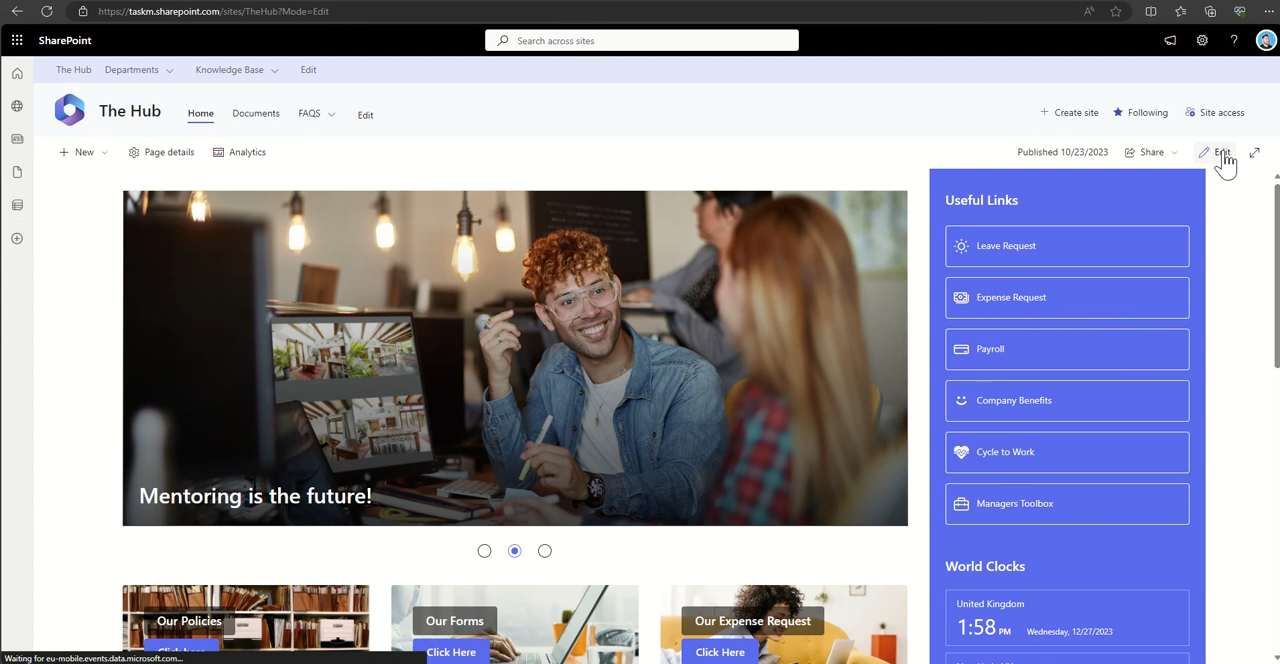 https://taskm.sharepoint.com/sites/TheHub?Mode=Edit
SharePoint
Search across sites
The Hub Departments Knowledge Base Edit
The Hub Home Documents FAQS Edit
Create site Following Site access
New Page details Analytics
Published 10/23/2023 Share Edit
Mentoring is the future!
Useful Links
Leave Request
Expense Request
Payroll
Company Benefits
Cycle to Work
Managers Toolbox
World Clocks
United Kingdom
1:58 PM Wednesday, 12/27/2023
Our Policies
Click here
Our Forms
Click Here
Our Expense Request
Click Here
Waiting for eu-mobile.events.data.microsoft.com...